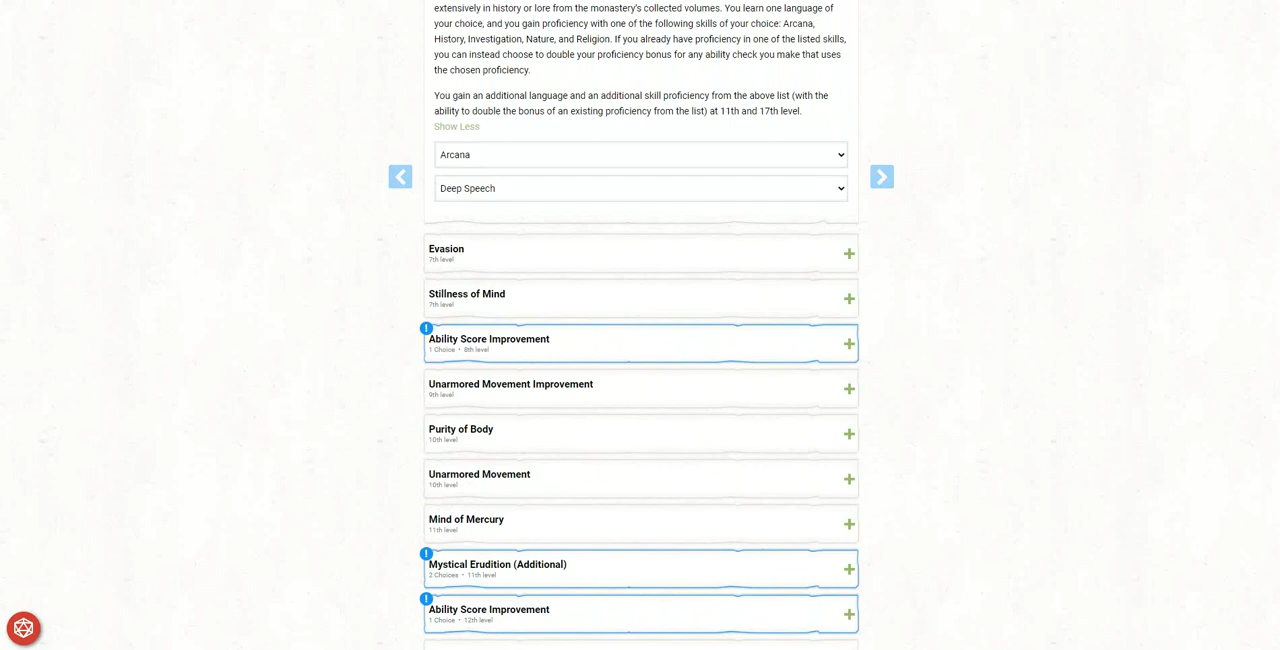 extensively in history or lore from the monastery's collected volumes. You learn one language of
your choice, and you gain proficiency with one of the following skills of your choice: Arcana,
History, Investigation, Nature, and Religion. If you already have proficiency in one of the listed skills,
you can instead choose to double your proficiency bonus for any ability check you make that uses
the chosen proficiency.
You gain an additional language and an additional skill proficiency from the above list (with the
ability to double the bonus of an existing proficiency from the list) at 11th and 17th level.
Show Less
Arcana
Deep Speech
Evasion
7th level
Stillness of Mind
7th level
!
Ability Score Improvement
1 Choice • 8th level
Unarmored Movement Improvement
9th level
Purity of Body
10th level
Unarmored Movement
10th level
Mind of Mercury
11th level
!
Mystical Erudition (Additional)
2 Choices • 11th level
!
Ability Score Improvement
1 Choice • 12th level